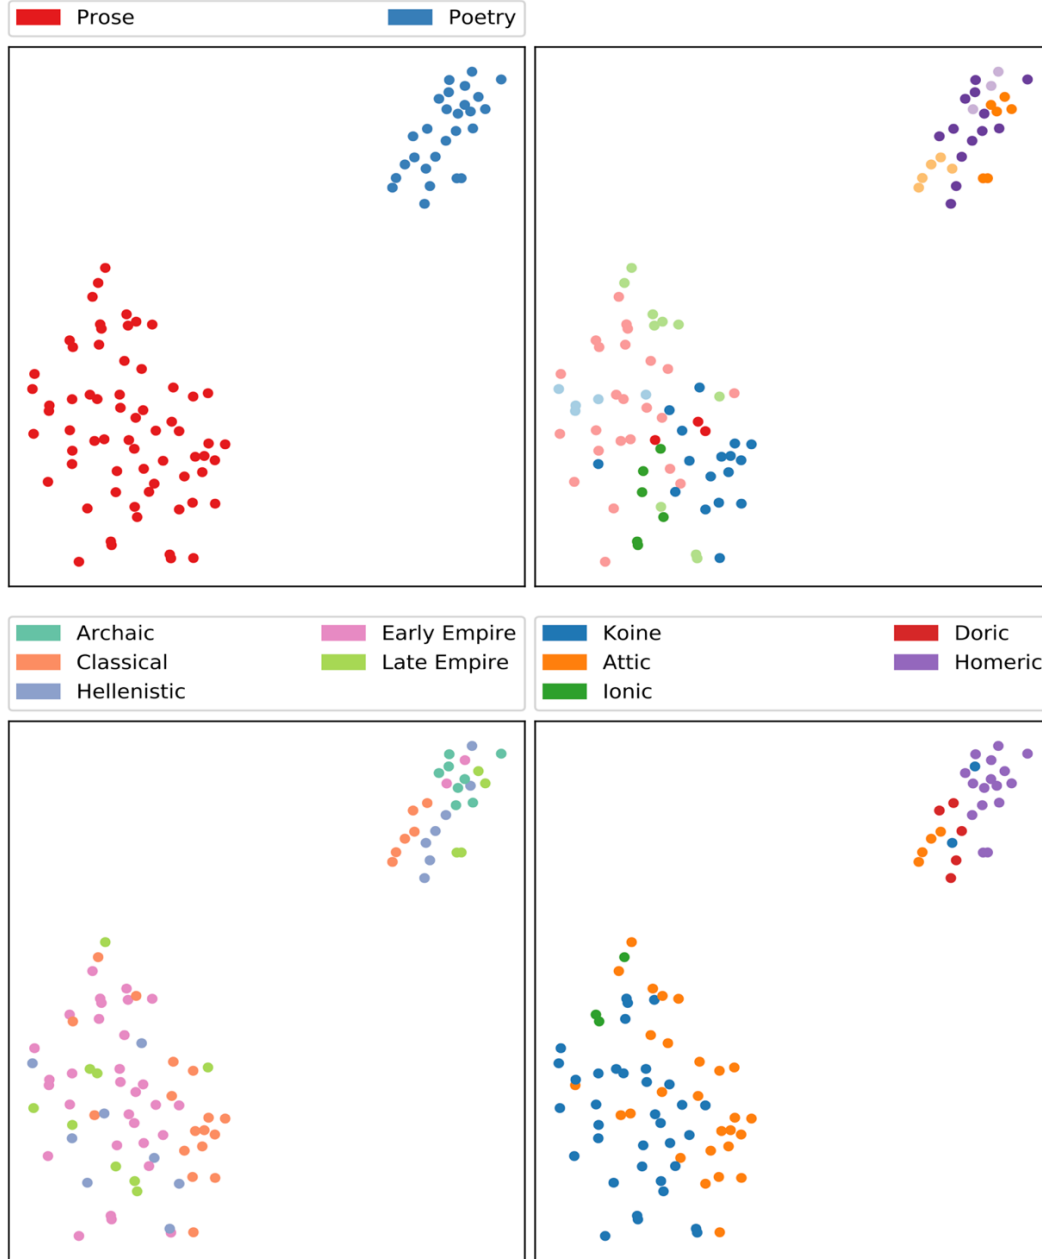 Prose Poetry
Archaic Early Empire
Classical Late Empire
Hellenistic
Koine Doric
Attic Homeric
Ionic